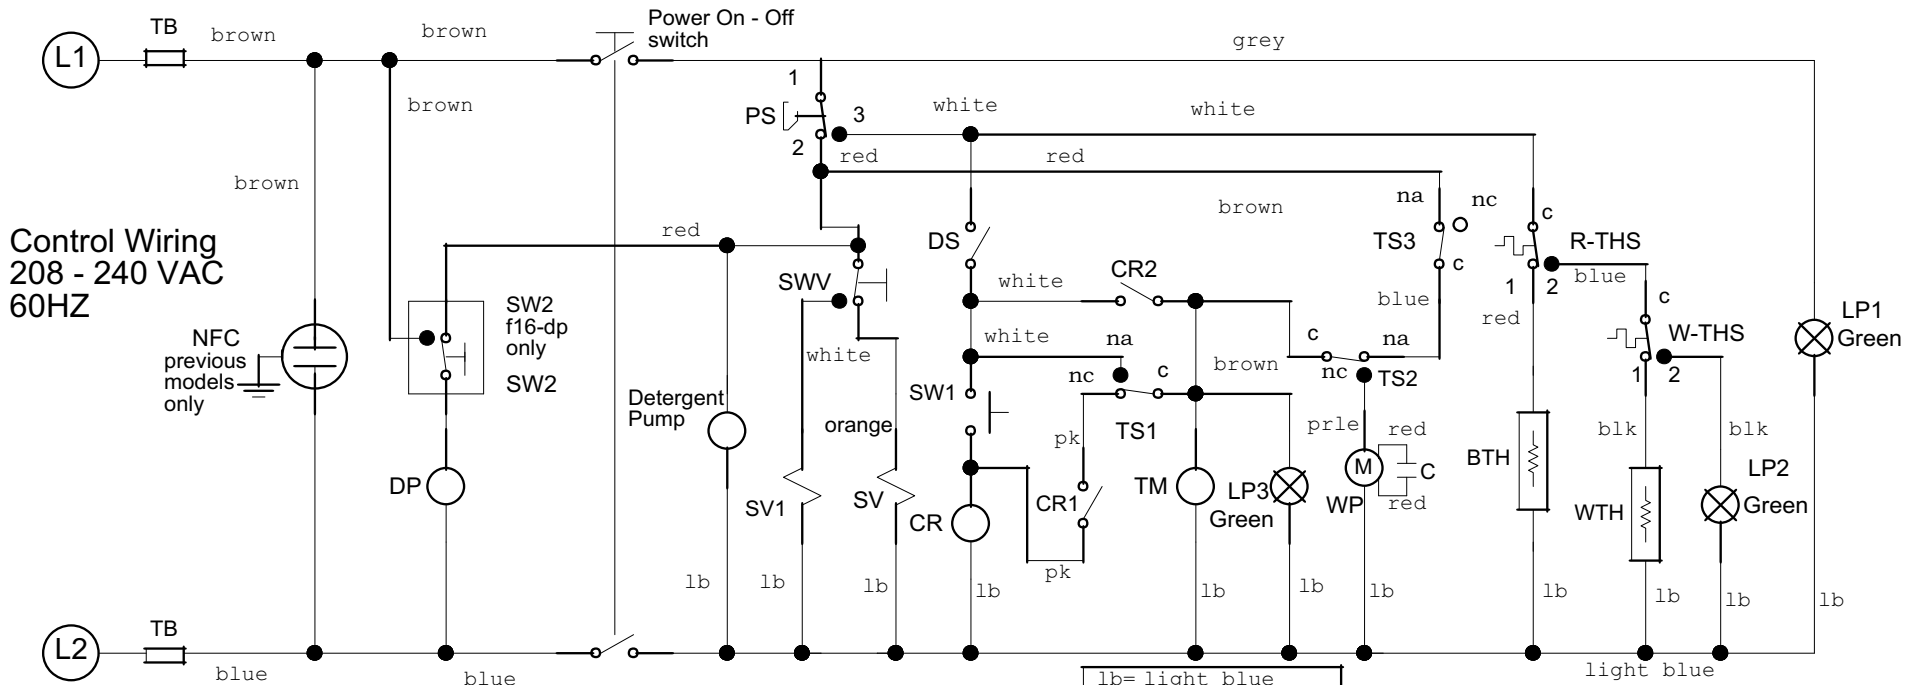 Power On - Off
switch
TB
brown
brown
grey
L1
1
brown
PS
3
white
white
2
red
red
brown
na
nc
brown
c
Control Wiring
208 - 240 VAC
60HZ
red
DS
TS3
R-THS
SWV
white
CR2
c
blue
1
2
blue
c
SW2
f16-dp
only
SW2
NFC
previous
models
only
white
white
na
c
na
red
W-THS
LP1
Green
nc
c
brown
nc
TS2
1
2
Detergent
Pump
orange
SW1
pk
TS1
prle
red
blk
blk
DP
SV1
SV
CR
CR1
TM
LP3
Green
M
WP
C
red
BTH
WTH
LP2
Green
pk
lb
lb
lb
lb
lb
lb
lb
lb
lb
lb
lb
L2
TB
blue
blue
lb= light blue
light blue